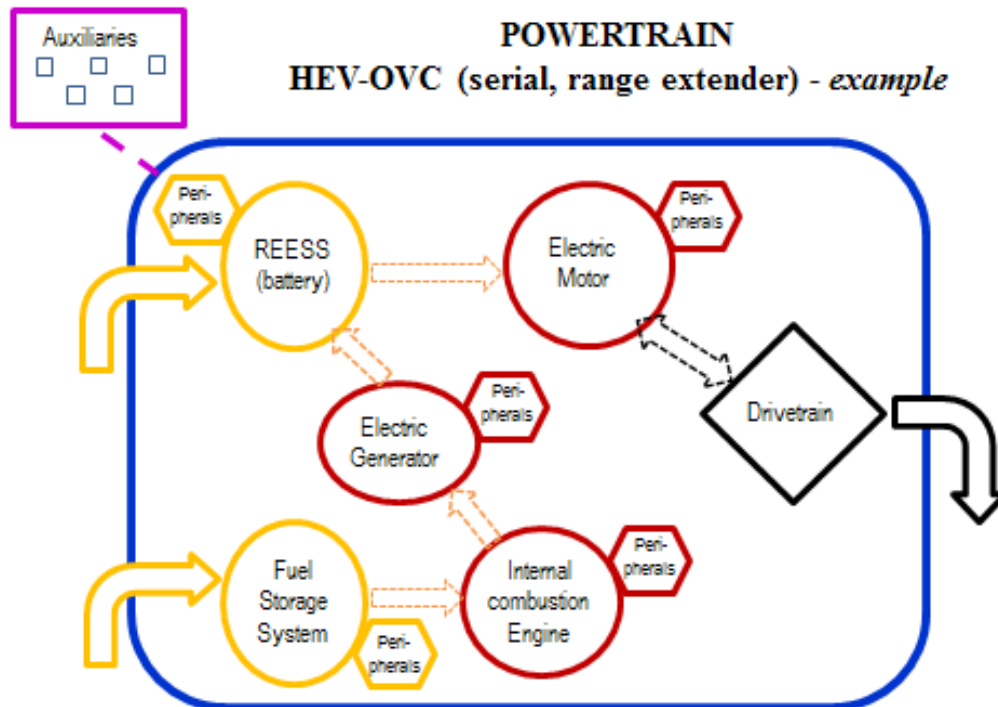 Auxiliaries
POWERTRAIN
HEV-OVC (serial, range extender) - example
Peri-
pherals
REESS
(battery)
Electric
Motor
Peri-
pherals
Electric
Generator
Peri-
pherals
Drivetrain
Fuel
Storage
System
Peri-
pherals
Internal
combustion
Engine
Peri-
pherals